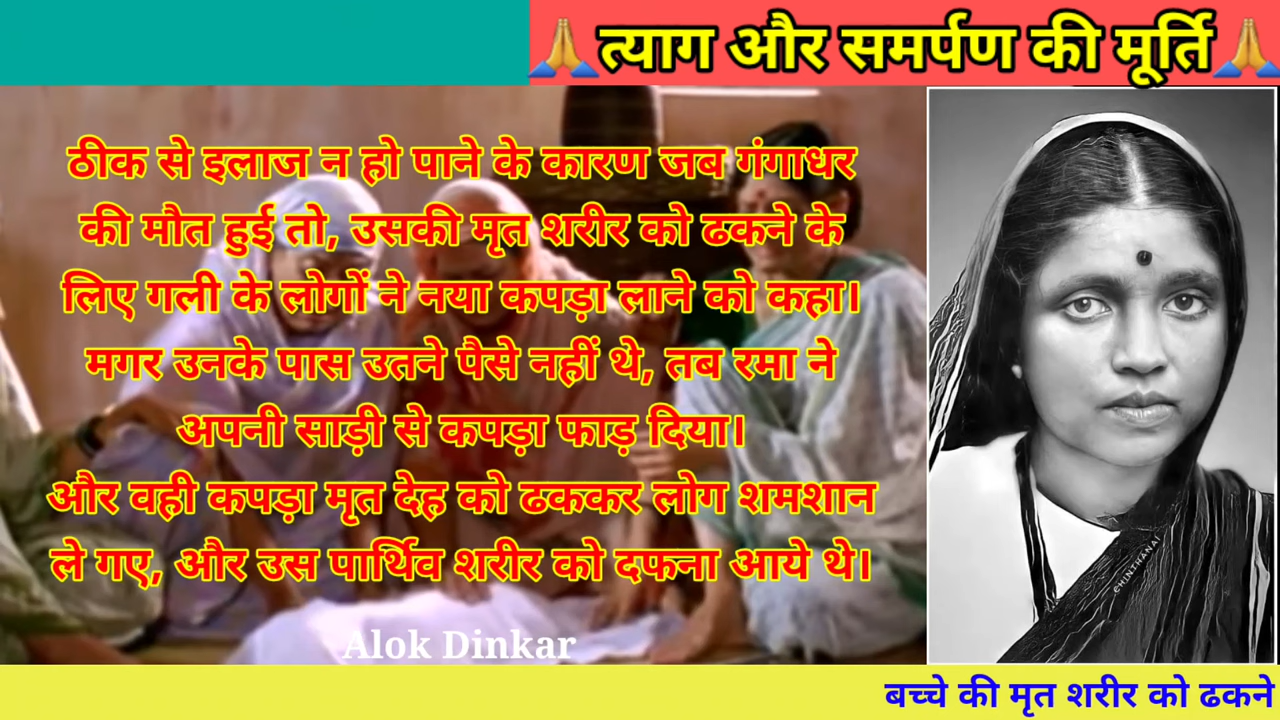 🙏त्याग और समर्पण की मूर्ति🙏
ठीक से इलाज न हो पाने के कारण जब गंगाधर
की मौत हुई तो, उसकी मृत शरीर को ढकने के
लिए गली के लोगों ने नया कपड़ा लाने को कहा।
मगर उनके पास उतने पैसे नहीं थे, तब रमा ने
अपनी साड़ी से कपड़ा फाड़ दिया।
और वही कपड़ा मृत देह को ढककर लोग शमशान
ले गए, और उस पार्थिव शरीर को दफना आये थे।
Alok Dinkar
CHINTHANAI
बच्चे की मृत शरीर को ढकने